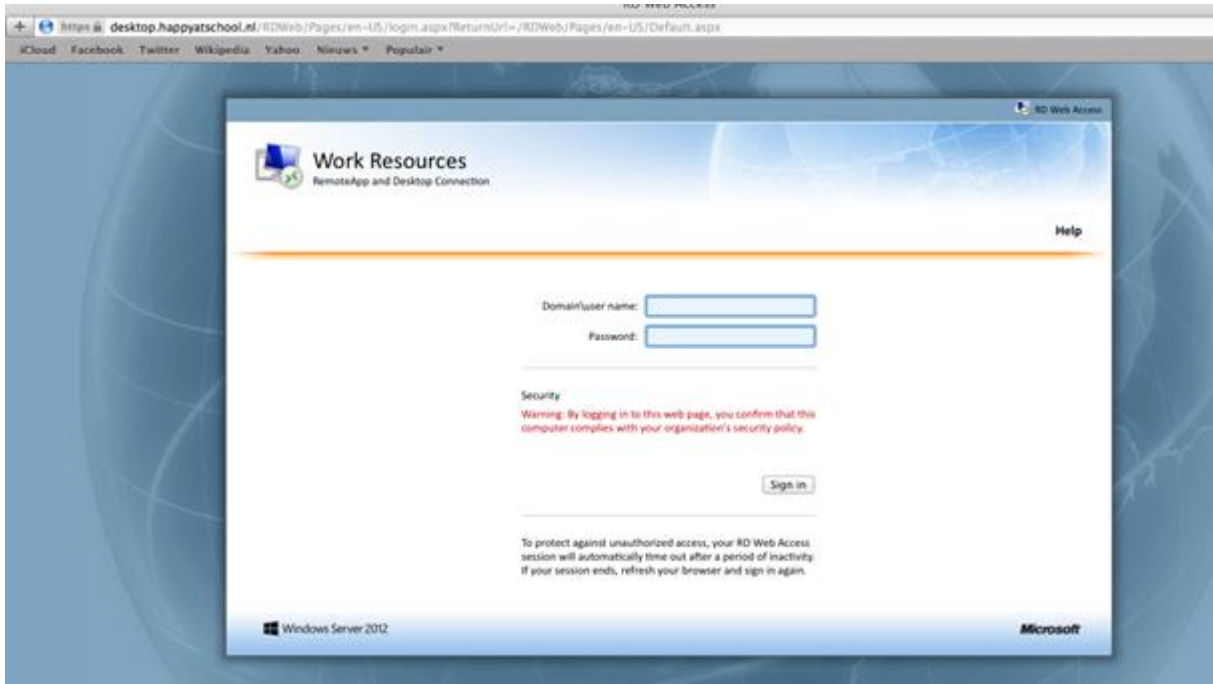 RD Web Access
https desktop.happyatschool.nl/RDWeb/Pages/en-US/login.aspx?ReturnUrl=/RDWeb/Pages/en-US/Default.aspx
iCloud Facebook Twitter Wikipedia Yahoo Nieuws Populair
RD Web Access
Work Resources
RemoteApp and Desktop Connection
Help
Domain\user name:
Password:
Security
Warning: By logging in to this web page, you confirm that this
computer complies with your organization's security policy.
Sign in
To protect against unauthorized access, your RD Web Access
session will automatically time out after a period of inactivity.
If your session ends, refresh your browser and sign in again.
Windows Server 2012
Microsoft